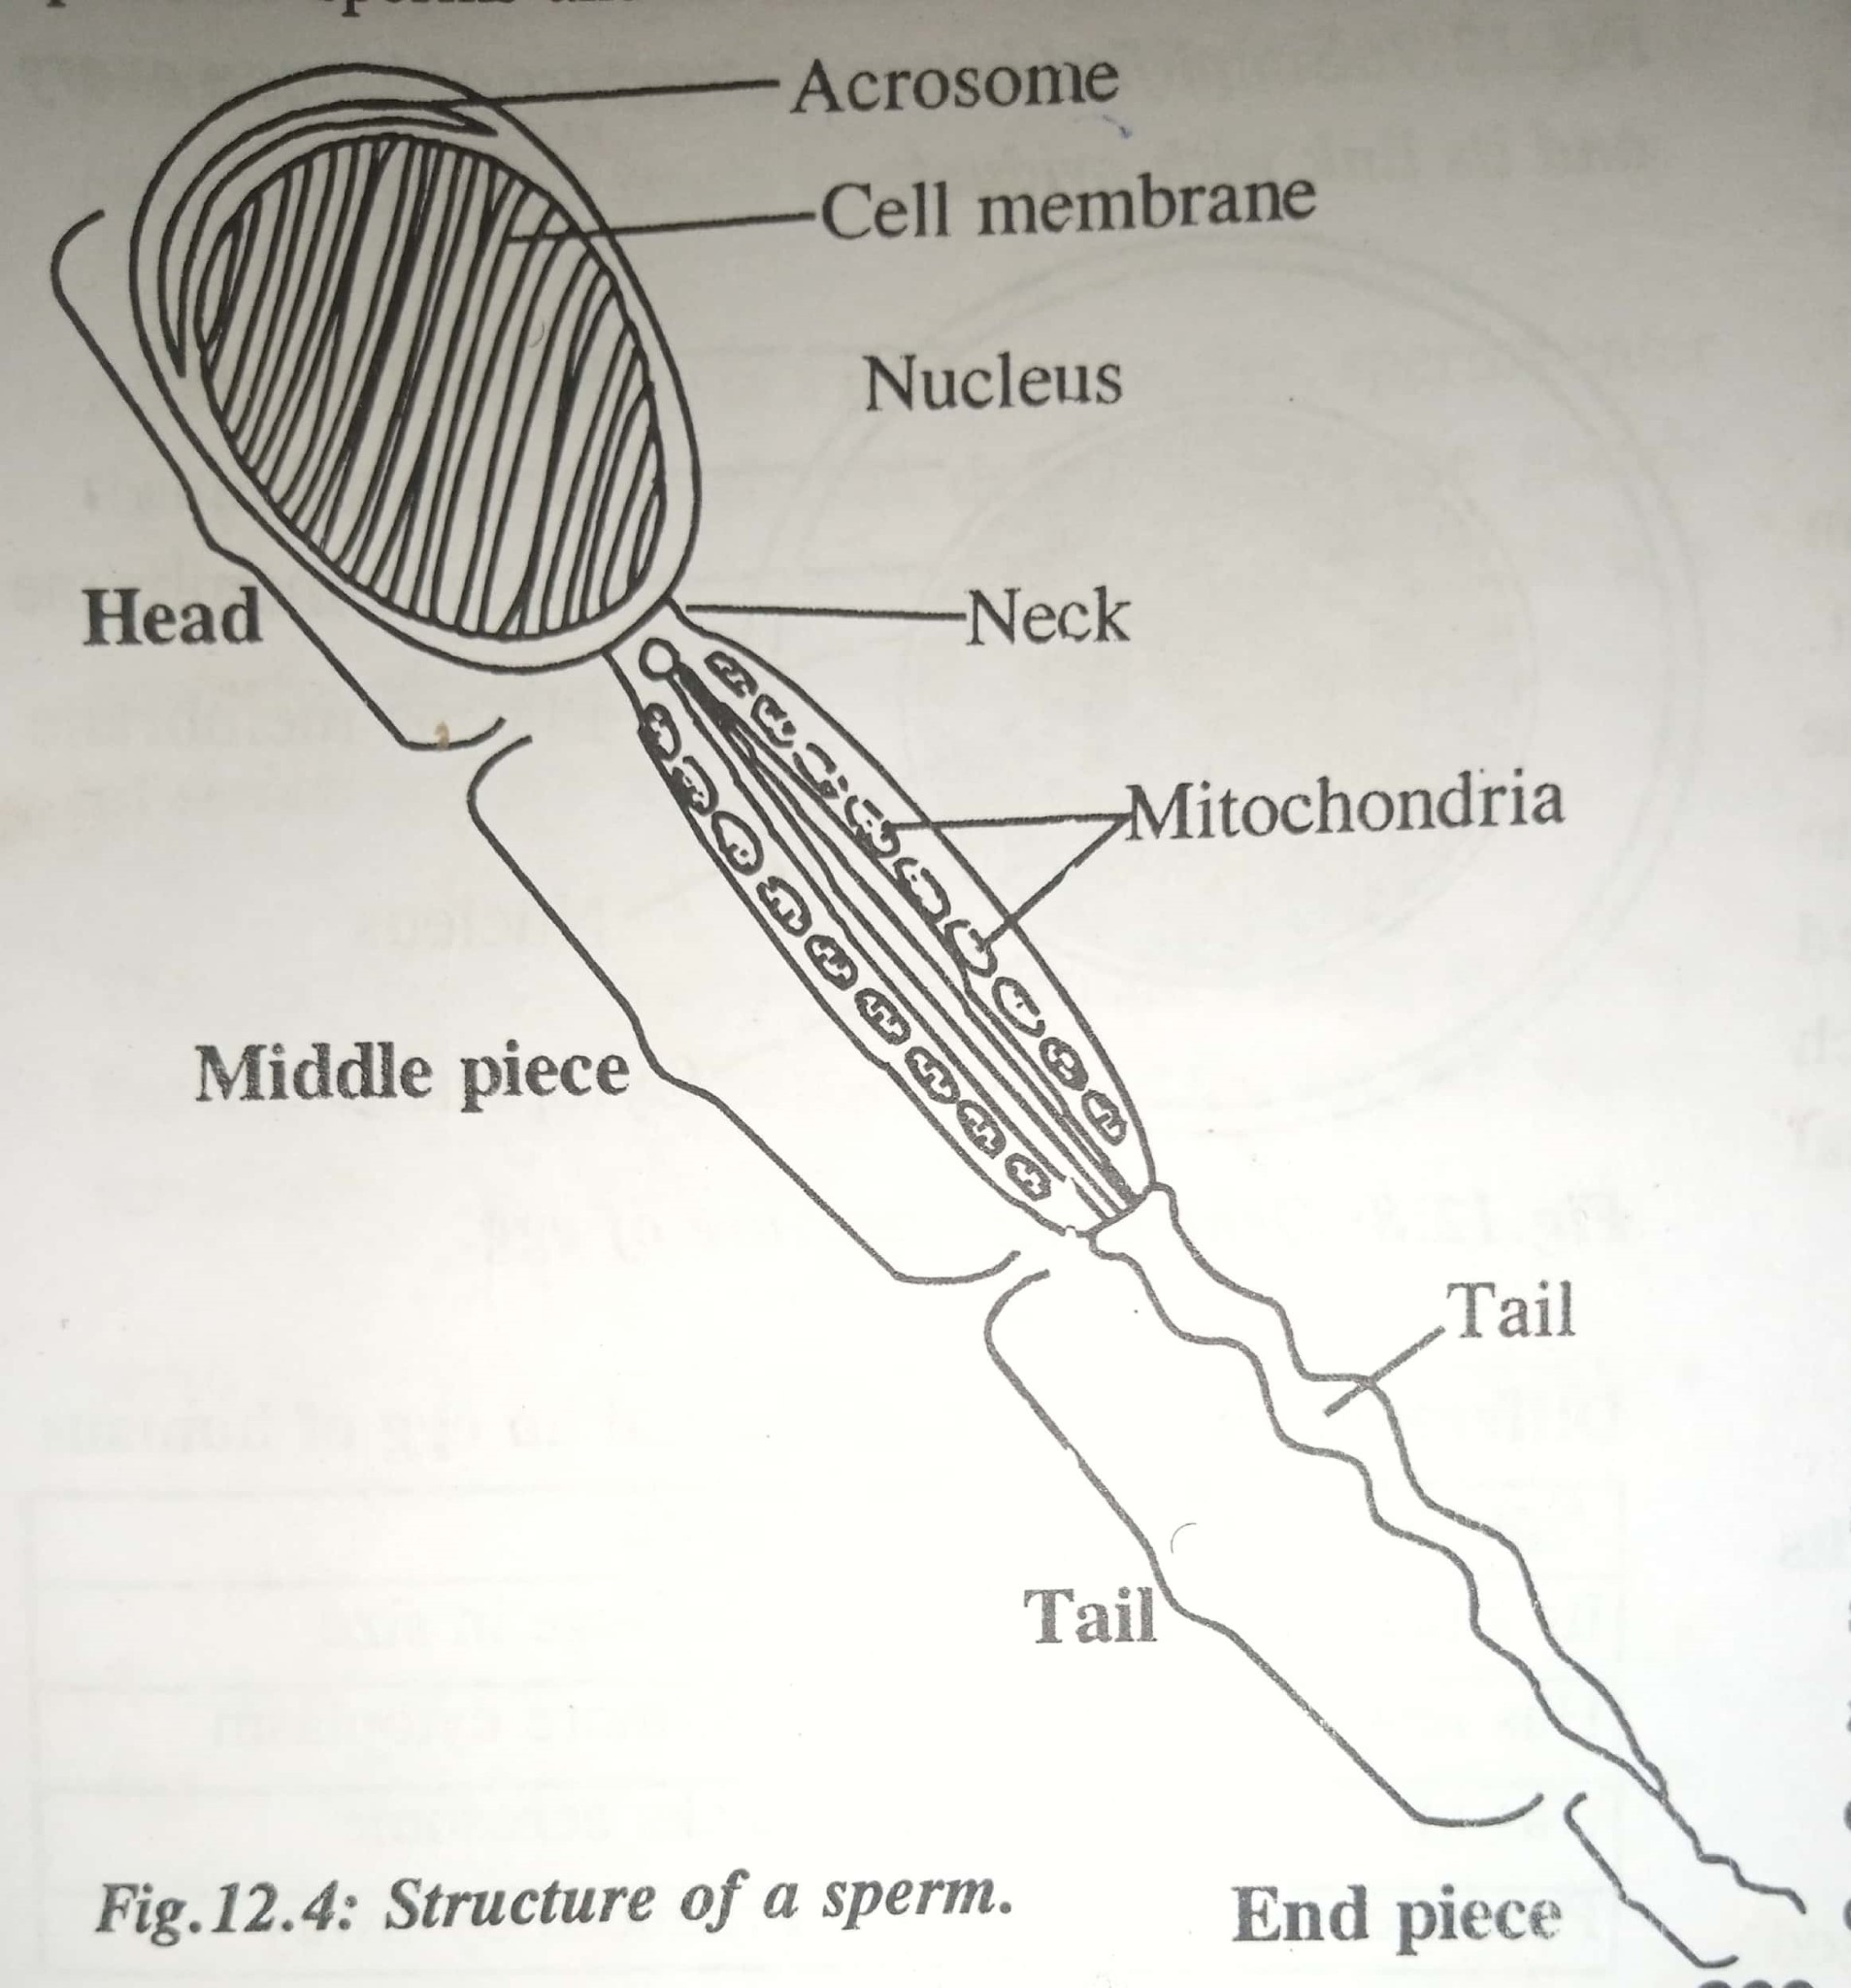 Acrosome
Cell membrane
Nucleus
Head
Neck
Mitochondria
Middle piece
Tail
Tail
Fig.12.4: Structure of a sperm.
End piece